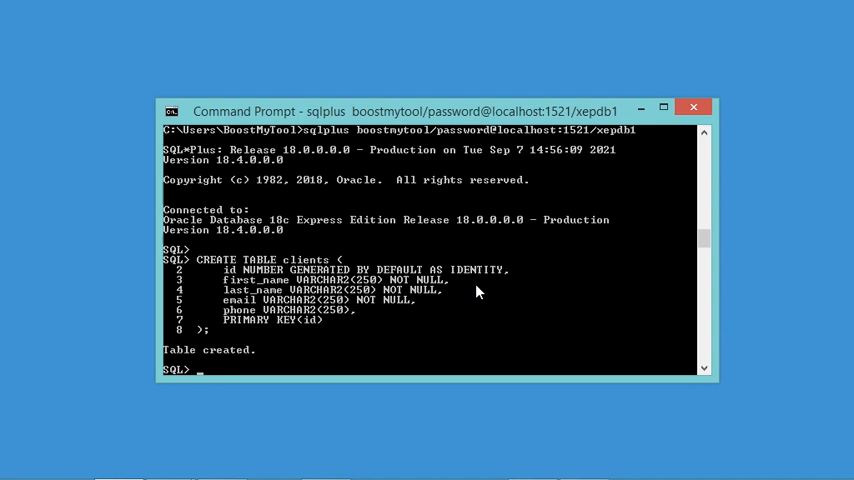 Command Prompt - sqlplus boostmytool/password@localhost:1521/xepdb1
C:\Users\BoostMyTool>sqlplus boostmytool/password@localhost:1521/xepdb1
SQL*Plus: Release 18.0.0.0.0 - Production on Tue Sep 7 14:56:09 2021
Version 18.4.0.0.0
Copyright (c) 1982, 2018, Oracle. All rights reserved.
Connected to:
Oracle Database 18c Express Edition Release 18.0.0.0.0 - Production
Version 18.4.0.0.0
SQL>
SQL> CREATE TABLE clients (
2 id NUMBER GENERATED BY DEFAULT AS IDENTITY,
3 first_name VARCHAR2(250) NOT NULL,
4 last_name VARCHAR2(250) NOT NULL,
5 email VARCHAR2(250) NOT NULL,
6 phone VARCHAR2(250),
7 PRIMARY KEY(id)
8 );
Table created.
SQL> _